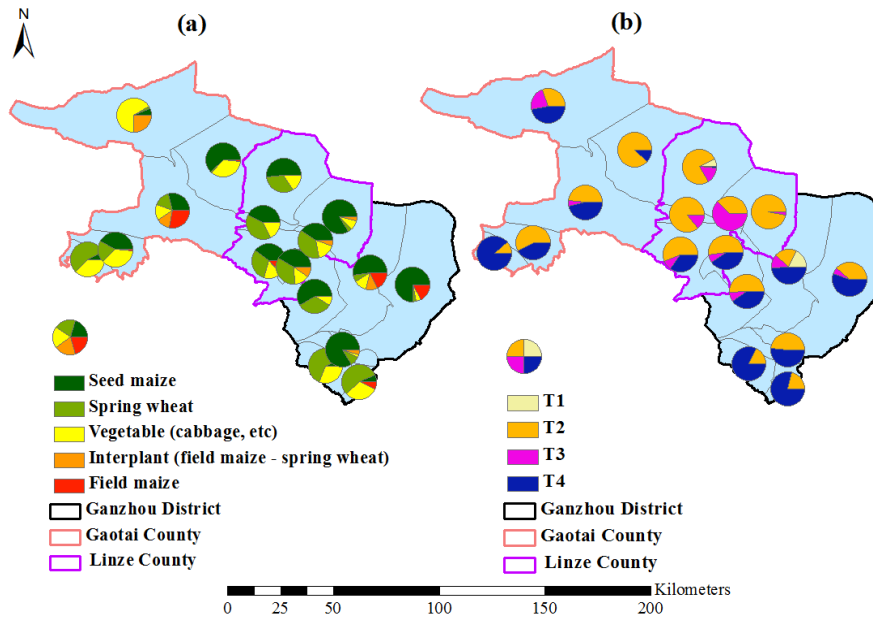 N
(a)
(b)
Seed maize
Spring wheat
Vegetable (cabbage, etc)
Interplant (field maize - spring wheat)
Field maize
Ganzhou District
Gaotai County
Linze County
T1
T2
T3
T4
Ganzhou District
Gaotai County
Linze County
Kilometers
0 25 50 100 150 200